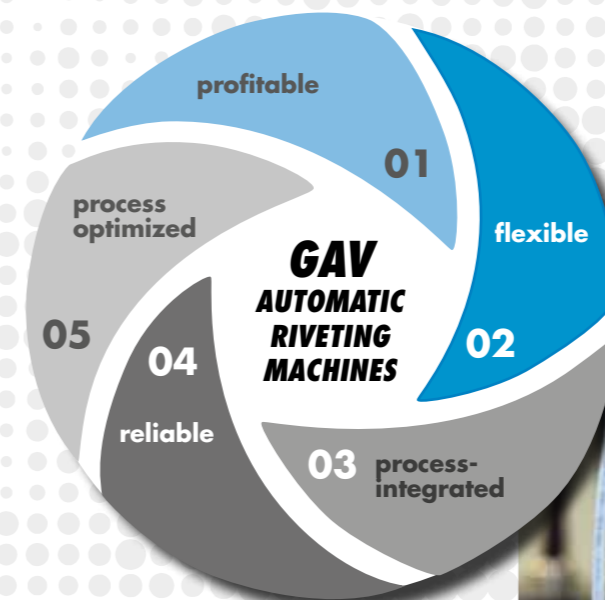 profitable
01
flexible
02
03
process-
integrated
04
reliable
process
optimized
05
GAV
AUTOMATIC
RIVETING
MACHINES